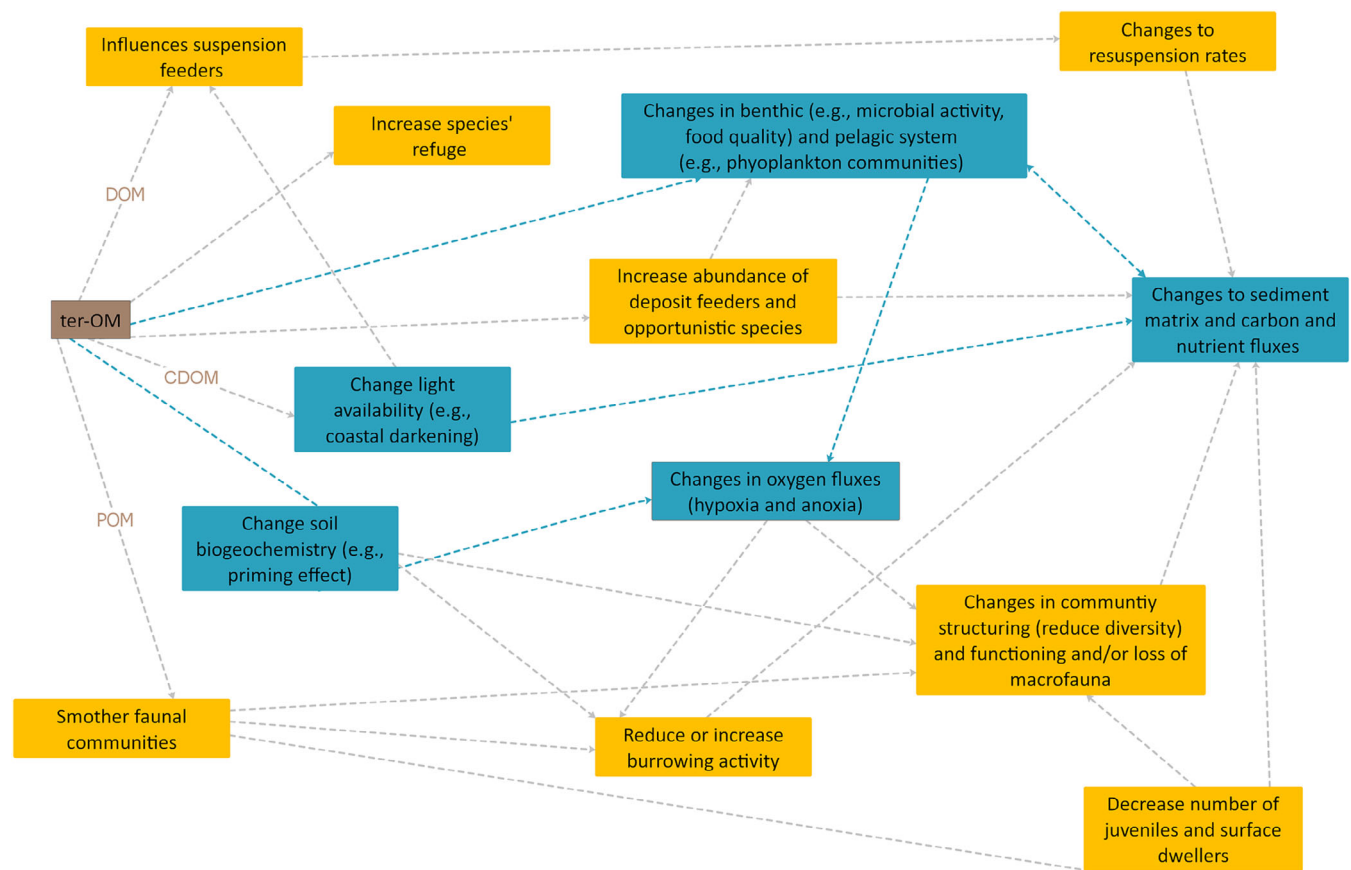 Influences suspension
feeders
Changes to
resuspension rates
Increase species'
refuge
Changes in benthic (e.g., microbial activity,
food quality) and pelagic system
(e.g., phyoplankton communities)
DOM
Increase abundance of
deposit feeders and
opportunistic species
Changes to sediment
matrix and carbon and
nutrient fluxes
ter-OM
CDOM
Change light
availability (e.g.,
coastal darkening)
Changes in oxygen fluxes
(hypoxia and anoxia)
POM
Change soil
biogeochemistry (e.g.,
priming effect)
Changes in communtiy
structuring (reduce diversity)
and functioning and/or loss of
macrofauna
Smother faunal
communities
Reduce or increase
burrowing activity
Decrease number of
juveniles and surface
dwellers